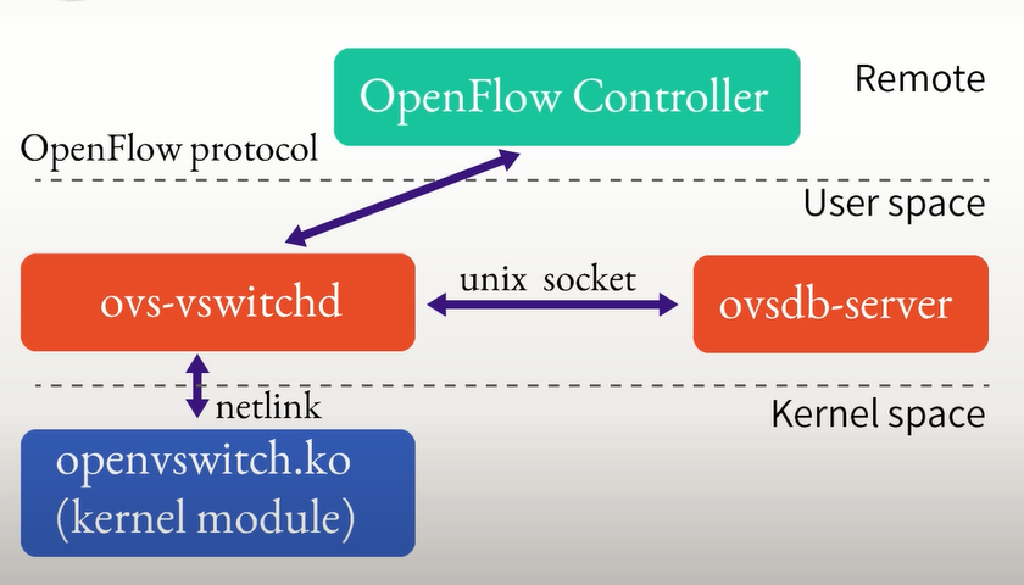 OpenFlow Controller
Remote
OpenFlow protocol
User space
ovs-vswitchd
unix socket
ovsdb-server
netlink
Kernel space
openvswitch.ko
(kernel module)